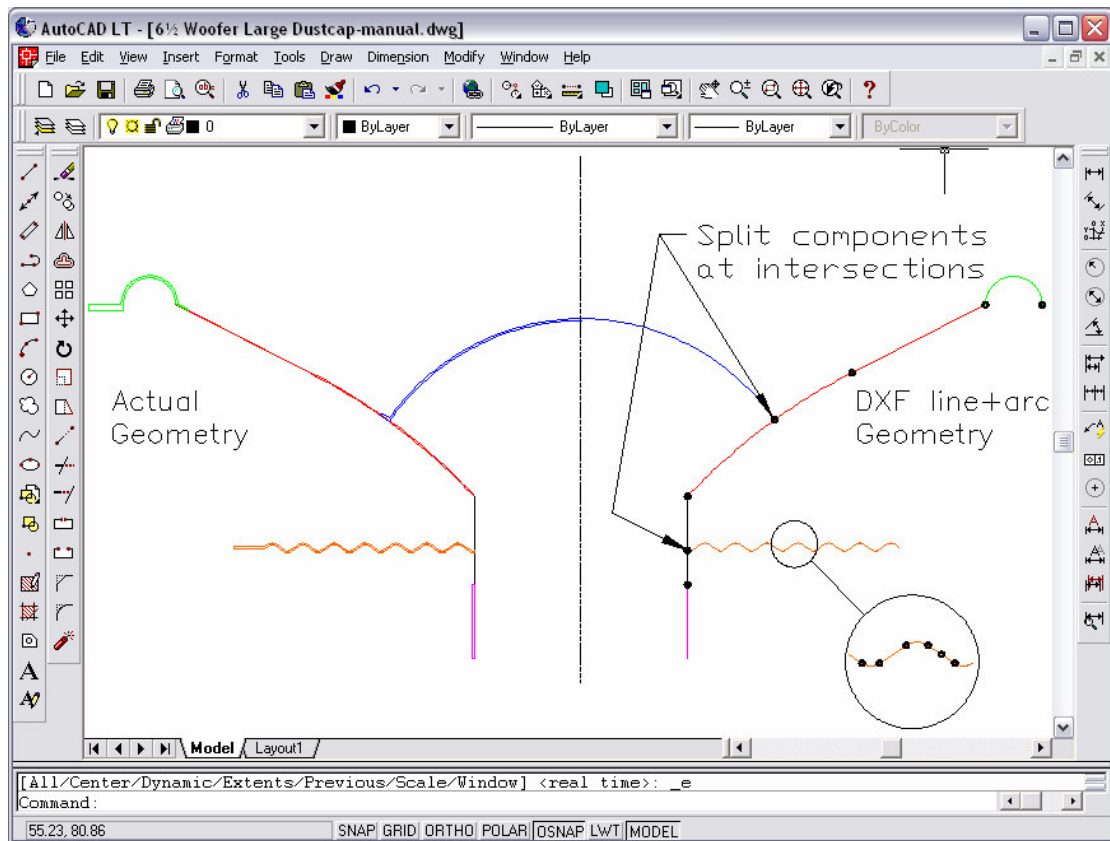 AutoCAD LT - [6½ Woofer Large Dustcap-manual.dwg]
File Edit View Insert Format Tools Draw Dimension Modify Window Help
0 ByLayer ByLayer ByLayer ByColor
Split components
at intersections
Actual
Geometry
DXF line+arc
Geometry
Model Layout1
[All/Center/Dynamic/Extents/Previous/Scale/Window] <real time>: _e
Command:
55.23, 80.86 SNAP GRID ORTHO POLAR OSNAP LWT MODEL